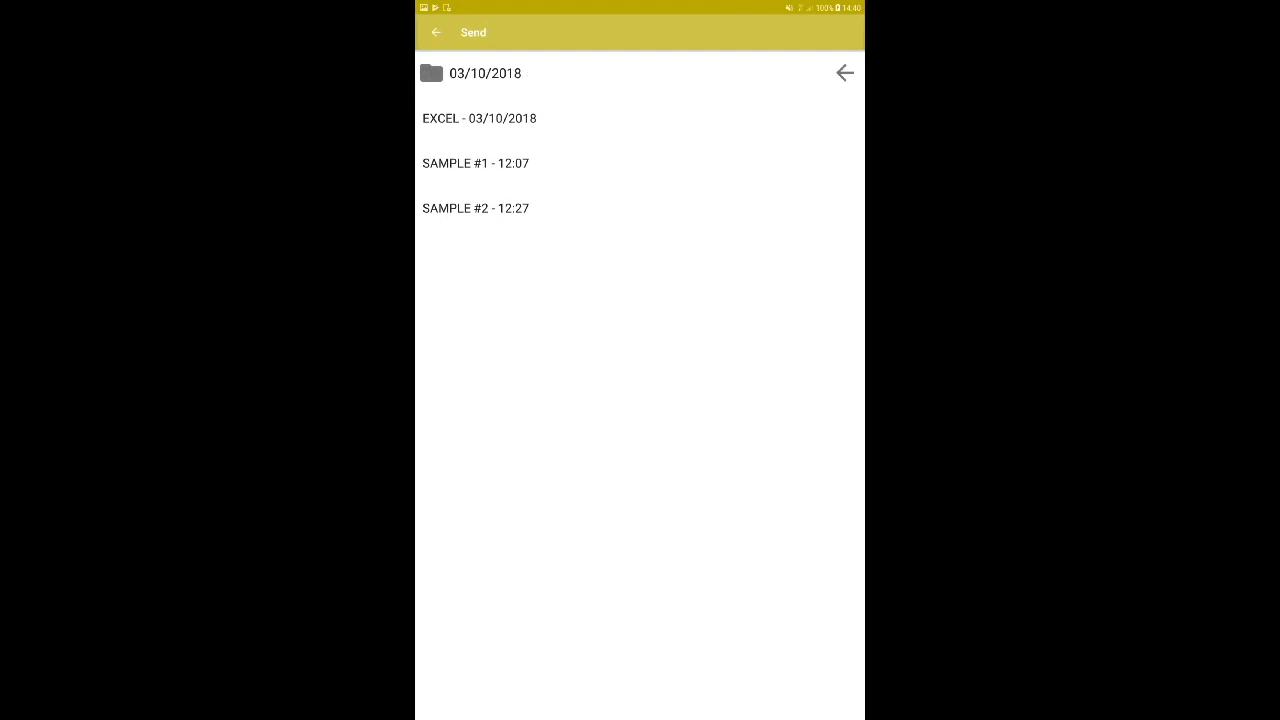 100% 14:40
Send
03/10/2018
EXCEL - 03/10/2018
SAMPLE #1 - 12:07
SAMPLE #2 - 12:27